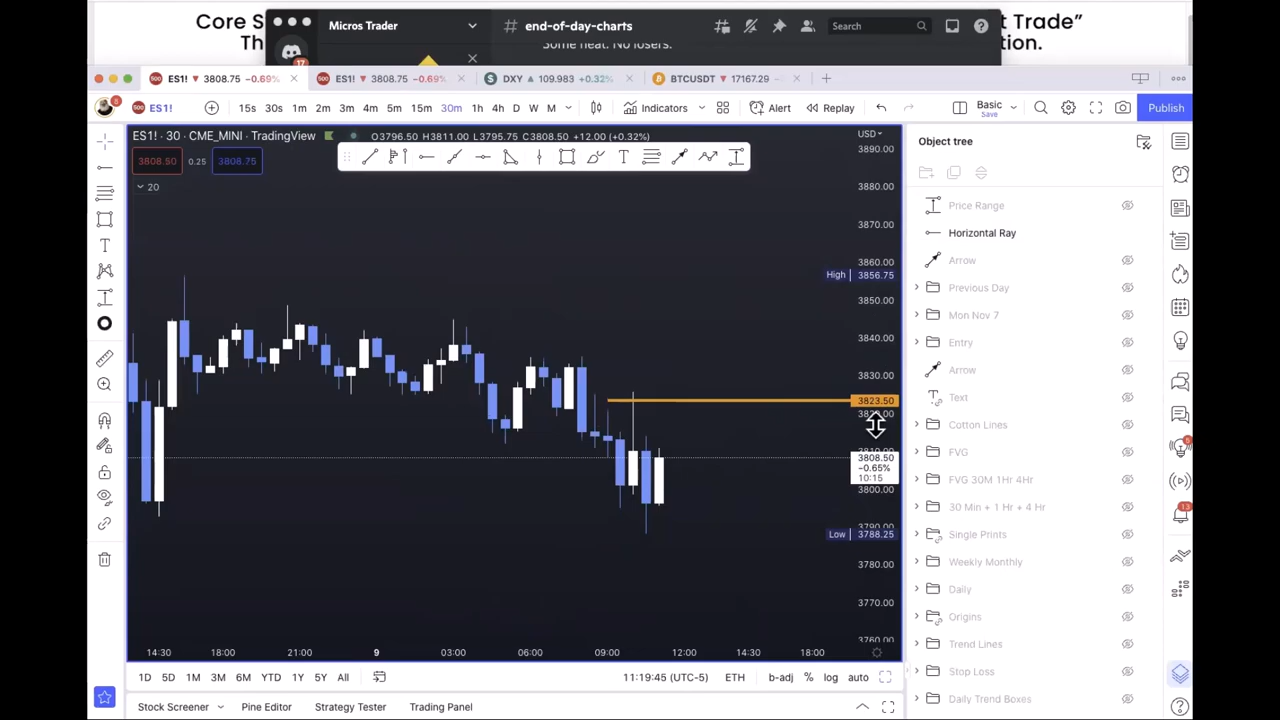 Core S
t Trade"
Th
on.
Micros Trader
# end-of-day-charts
Search
Some heat. No losers.
17
ES1! ▼ 3808.75 −0.69%
ES1! ▼ 3808.75 −0.69%
DXY ▲ 109.983 +0.32%
BTCUSDT ▼ 17167.29
ES1!
15s 30s 1m 2m 3m 4m 5m 15m 30m 1h 4h D W M
Indicators
Alert
Replay
Basic
Save
Publish
ES1! · 30 · CME_MINI · TradingView
O3796.50 H3811.00 L3795.75 C3808.50 +12.00 (+0.32%)
USD
3808.50 0.25 3808.75
20
3890.00
3880.00
3870.00
3860.00
High 3856.75
3850.00
3840.00
3830.00
3823.50
3820.00
3810.00
3808.50
−0.65%
10:15
3800.00
3790.00
Low 3788.25
3780.00
3770.00
3760.00
14:30 18:00 21:00 9 03:00 06:00 09:00 12:00 14:30 18:00
1D 5D 1M 3M 6M YTD 1Y 5Y All
11:19:45 (UTC-5) ETH b-adj % log auto
Stock Screener Pine Editor Strategy Tester Trading Panel
Object tree
Price Range
Horizontal Ray
Arrow
Previous Day
Mon Nov 7
Entry
Arrow
Text
Cotton Lines
FVG
FVG 30M 1Hr 4Hr
30 Min + 1 Hr + 4 Hr
Single Prints
Weekly Monthly
Daily
Origins
Trend Lines
Stop Loss
Daily Trend Boxes